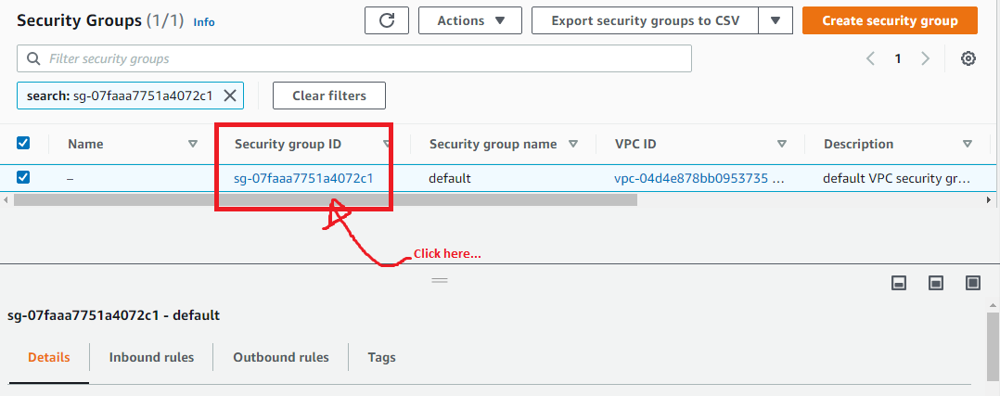 Security Groups (1/1) Info Actions Export security groups to CSV Create security group
Filter security groups 1
search: sg-07faaa7751a4072c1 Clear filters
Name Security group ID Security group name VPC ID Description
– sg-07faaa7751a4072c1 default vpc-04d4e878bb0953735 ... default VPC security gr...
Click here...
sg-07faaa7751a4072c1 - default
Details Inbound rules Outbound rules Tags